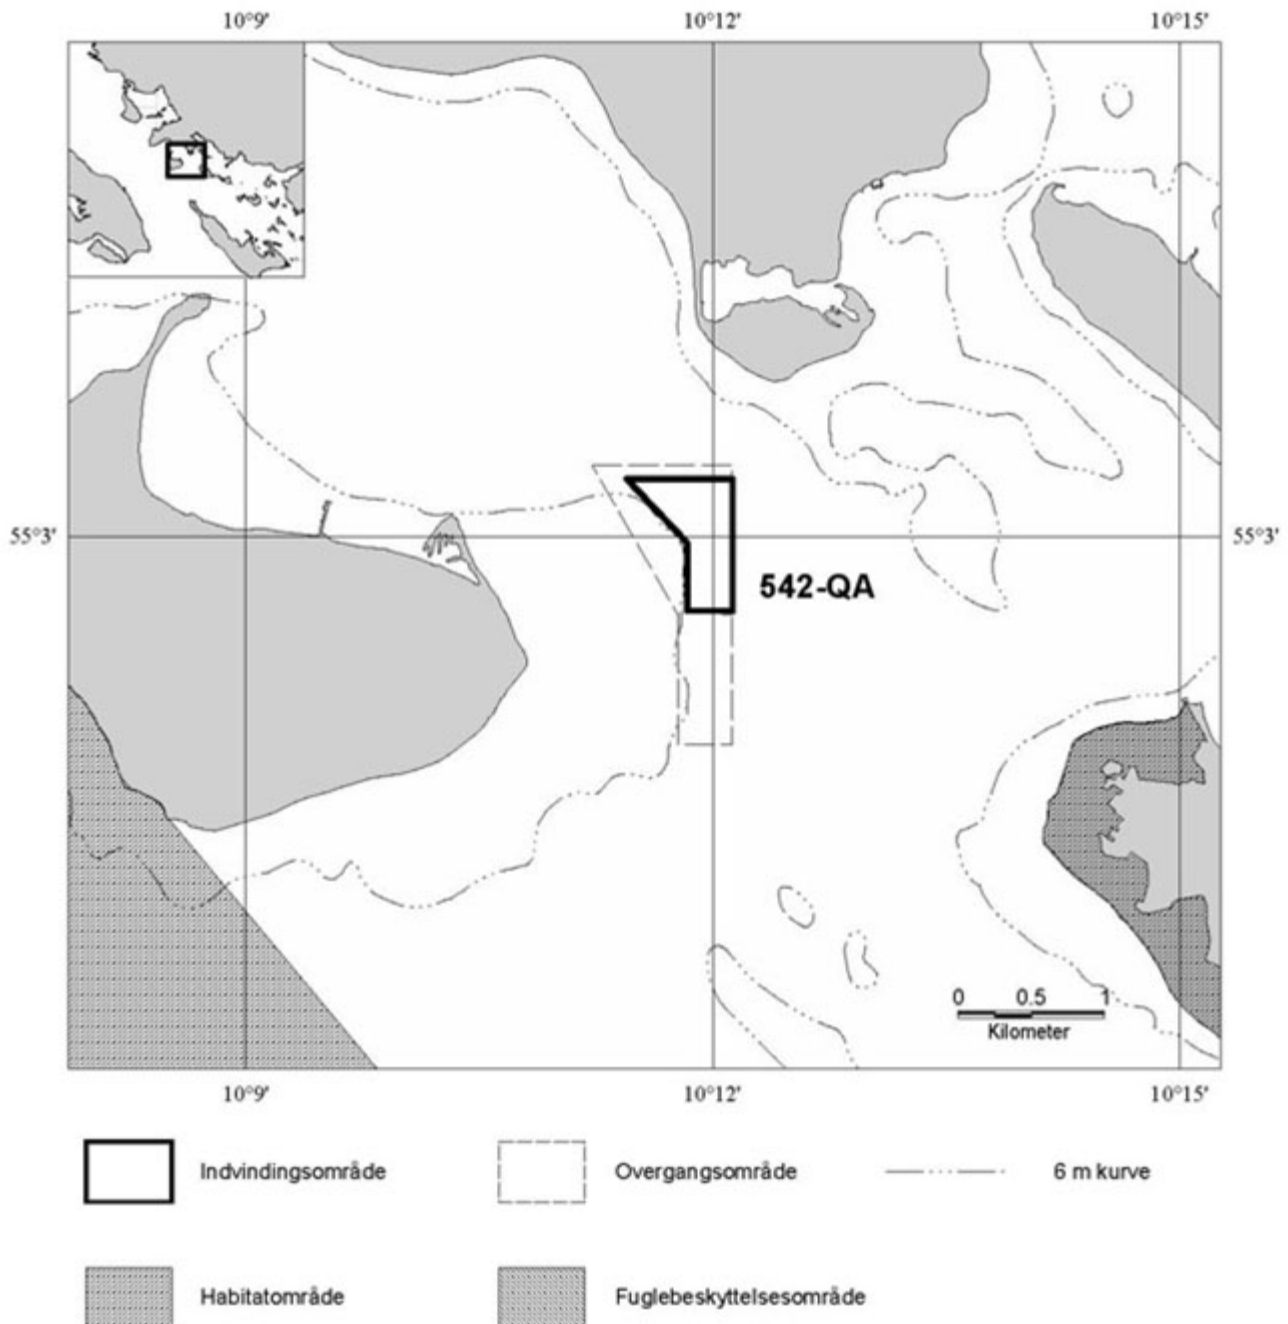 10°9' 10°12' 10°15'
55°3' 55°3'
542-QA
0 0.5 1
Kilometer
10°9' 10°12' 10°15'
Indvindingsområde Overgangsområde 6 m kurve
Habitatområde Fuglebeskyttelsesområde